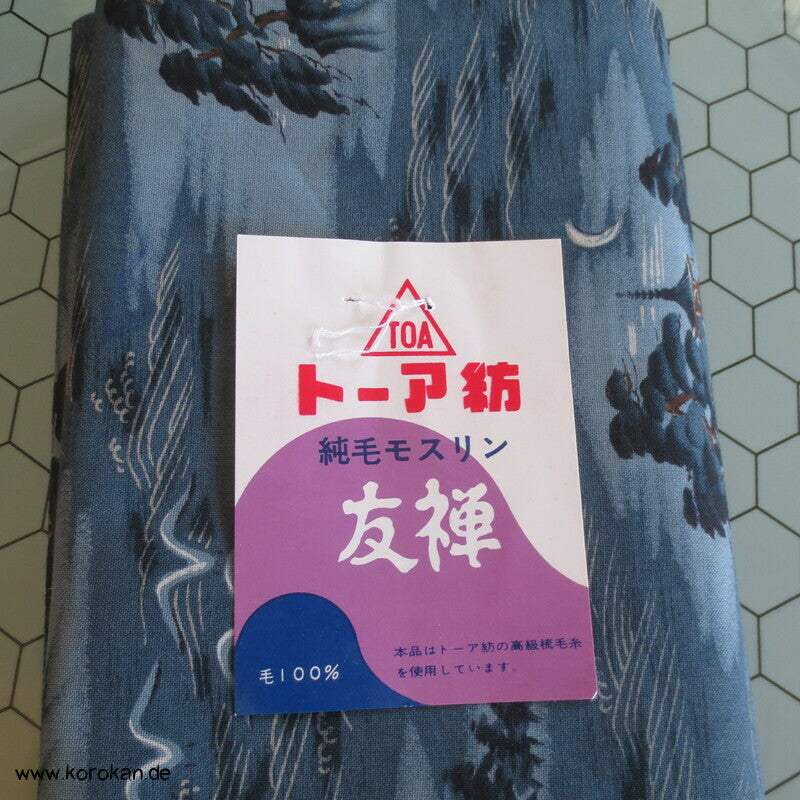 TOA
トーア紡
純毛モスリン
友禅
本品はトーア紡の高級梳毛糸
を使用しています。
毛100%
www.korokan.de